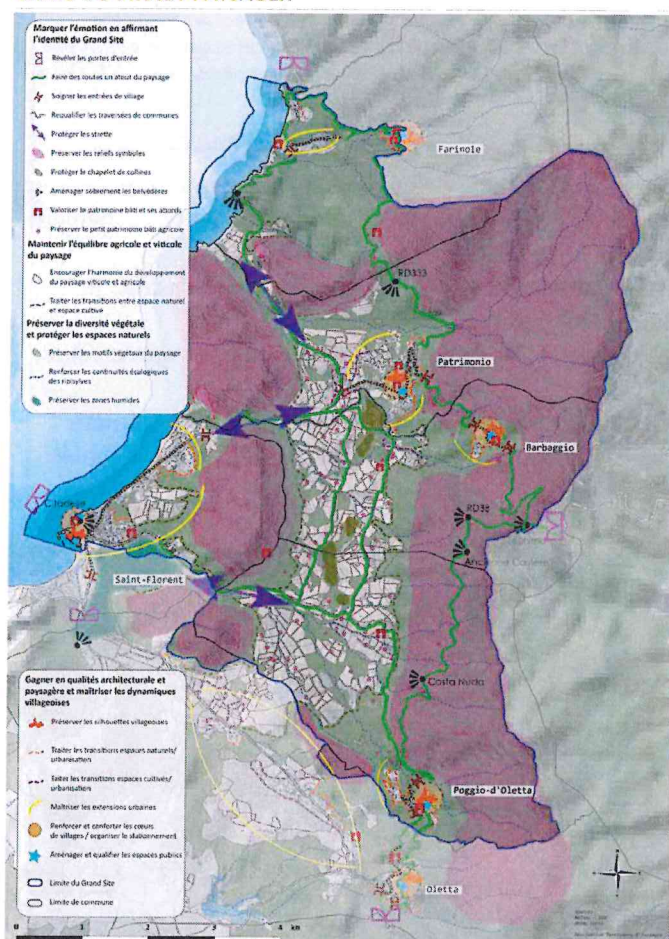 Marquer l'émotion en affirmant
l'identité du Grand Site
Révéler les portes d'entrée
Faire des routes un atout du paysage
Soigner les entrées de village
Requalifier les traversées de communes
Protéger les strette
Préserver les reliefs symboles
Protéger le chapelet de collines
Aménager sobrement les belvédères
Valoriser le patrimoine bâti et ses abords
Préserver le petit patrimoine bâti agricole
Maintenir l'équilibre agricole et viticole
du paysage
Encourager l'harmonie du développement
du paysage viticole et agricole
Traiter les transitions entre espace naturel
et espace cultivé
Préserver la diversité végétale
et protéger les espaces naturels
Préserver les motifs végétaux du paysage
Renforcer les continuités écologiques
des ripisylves
Préserver les zones humides
Farinole
RD333
Patrimonio
Barbaggio
RD38
Saint-Florent
Costa Nuda
Poggio-d'Oletta
Oletta
Gagner en qualités architecturale et
paysagère et maîtriser les dynamiques
villageoises
Préserver les silhouettes villageoises
Traiter les transitions espaces naturels/
urbanisation
Taiter les transitions espaces cultivés/
urbanisation
Maîtriser les extensions urbaines
Renforcer et conforter les cœurs
de villages / organiser le stationnement
Aménager et qualifier les espaces publics
Limite du Grand Site
Limite de commune
0 1 2 4 km